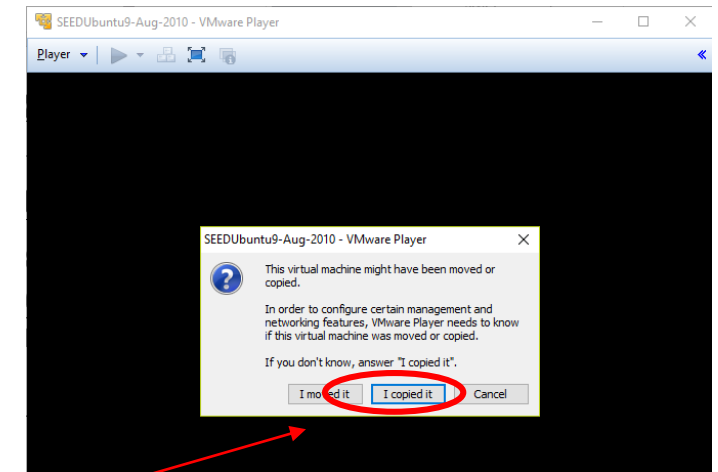 SEEDUbuntu9-Aug-2010 - VMware Player
Player
SEEDUbuntu9-Aug-2010 - VMware Player
This virtual machine might have been moved or
copied.
In order to configure certain management and
networking features, VMware Player needs to know
if this virtual machine was moved or copied.
If you don't know, answer "I copied it".
I moved it I copied it Cancel